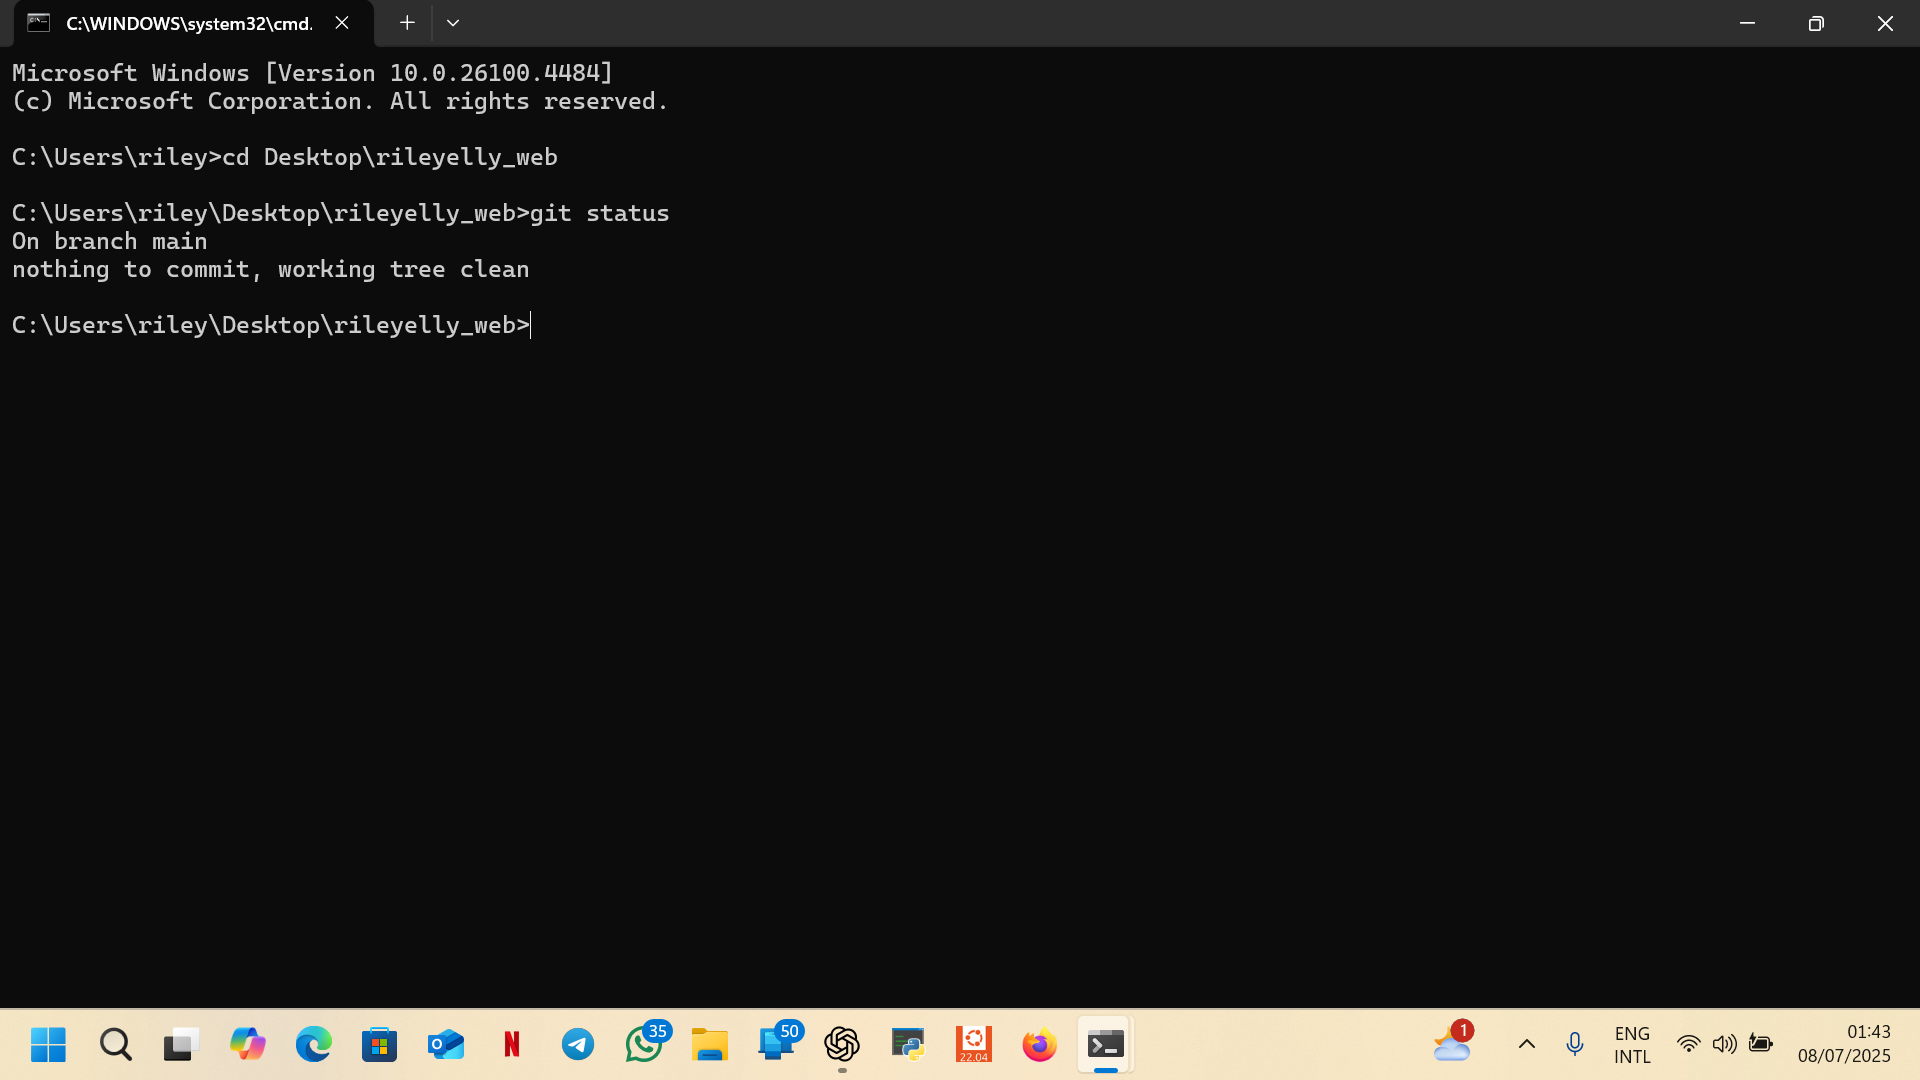 C:\WINDOWS\system32\cmd.
Microsoft Windows [Version 10.0.26100.4484]
(c) Microsoft Corporation. All rights reserved.
C:\Users\riley>cd Desktop\rileyelly_web
C:\Users\riley\Desktop\rileyelly_web>git status
On branch main
nothing to commit, working tree clean
C:\Users\riley\Desktop\rileyelly_web>
N
35
50
22.04
1
ENG
INTL
01:43
08/07/2025